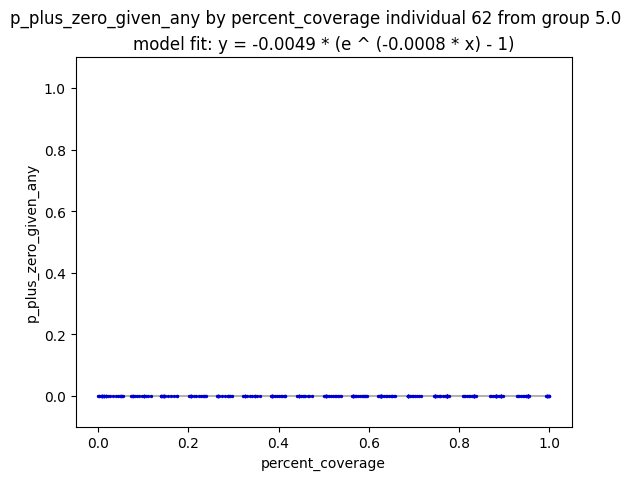 p_plus_zero_given_any by percent_coverage individual 62 from group 5.0
model fit: y = -0.0049 * (e ^ (-0.0008 * x) - 1)
1.0
0.8
0.6
0.4
0.2
0.0
p_plus_zero_given_any
0.0 0.2 0.4 0.6 0.8 1.0
percent_coverage